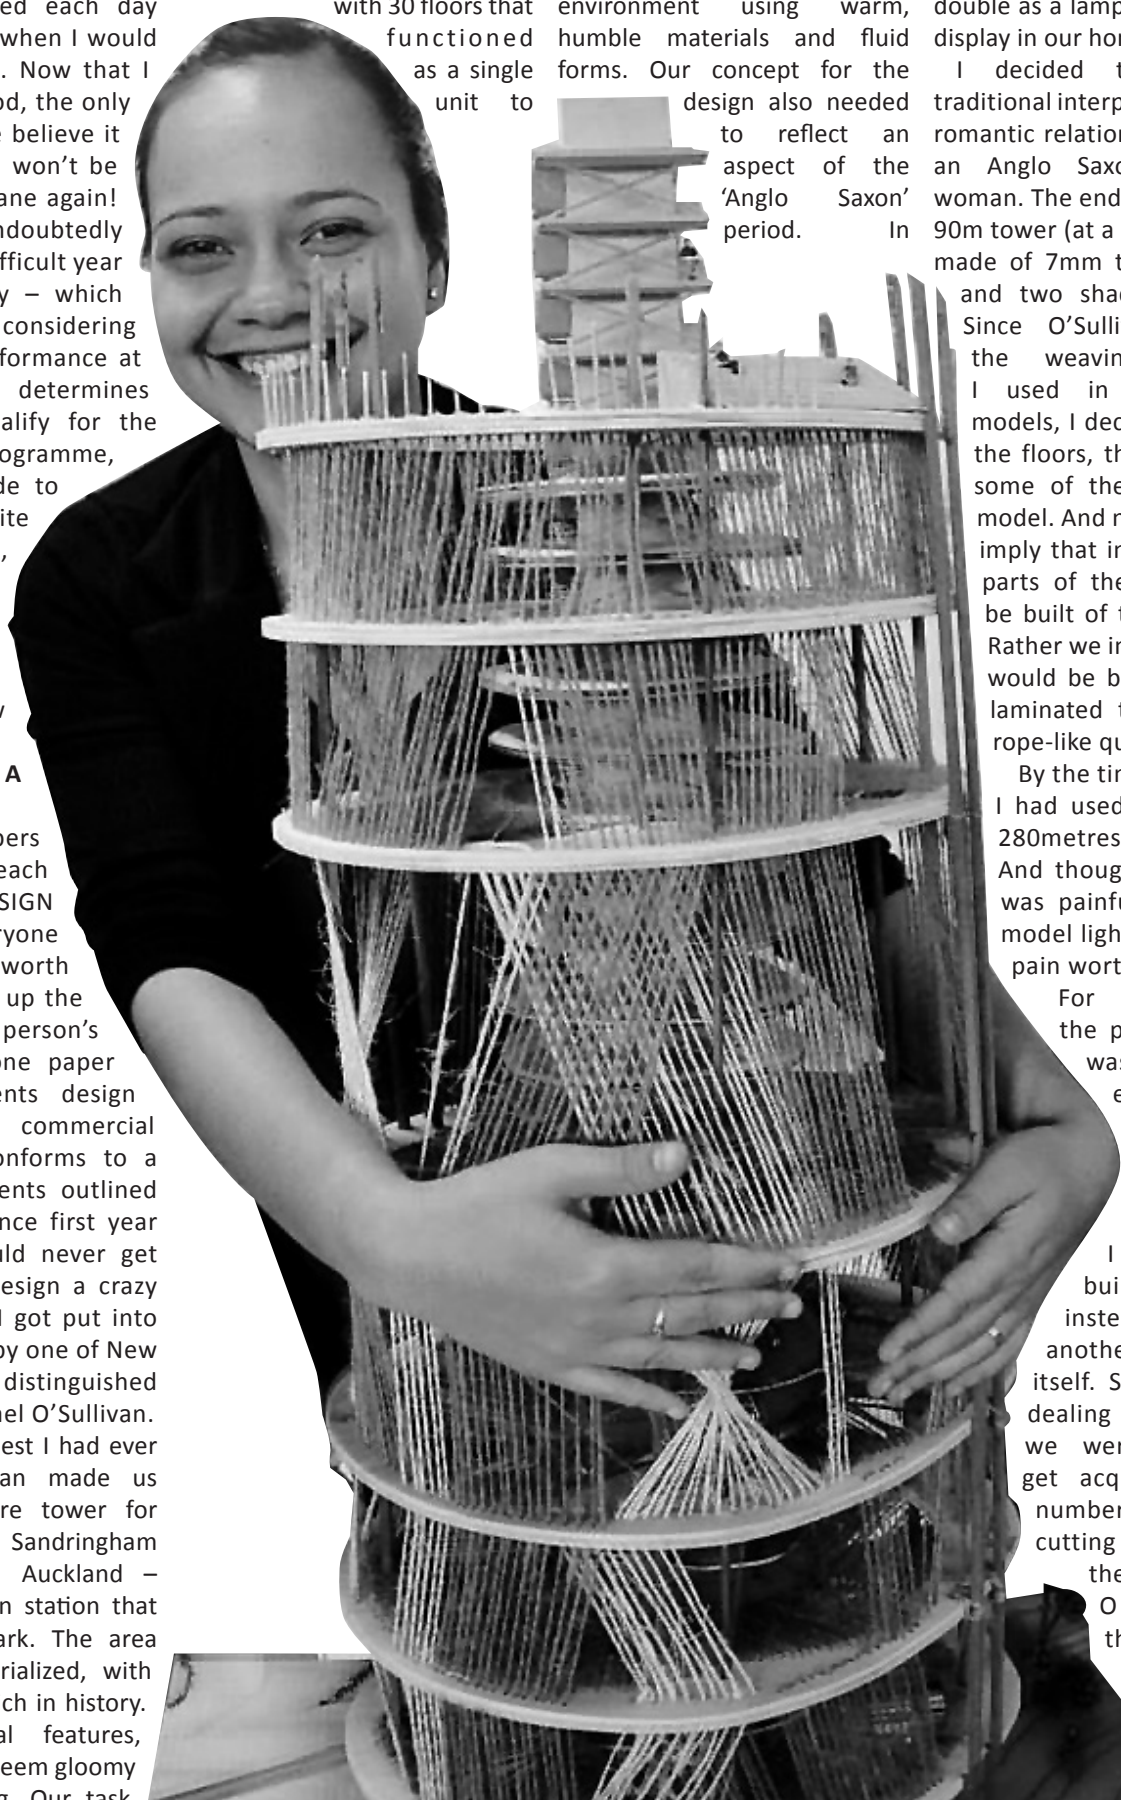 ed each day
when I would
. Now that I
od, the only
e believe it
won’t be
ane again!
ndoubtedly
fficult year
y – which
considering
formance at
determines
alify for the
ogramme,
de to
ite
,
A
pers
each
SIGN
ryone
worth
up the
person’s
one paper
ents design
commercial
onforms to a
ents outlined
nce first year
uld never get
esign a crazy
I got put into
by one of New
distinguished
ael O’Sullivan.
est I had ever
an made us
re tower for
Sandringham
Auckland –
n station that
ark. The area
rialized, with
ch in history.
al features,
eem gloomy
g. Our task
with 30 floors that
functioned
as a single
unit to
environment using warm,
humble materials and fluid
forms. Our concept for the
design also needed
to reflect an
aspect of the
‘Anglo Saxon’
period. In
double as a lamp
display in our hor
I decided t
traditional interp
romantic relation
an Anglo Saxo
woman. The end
90m tower (at a
made of 7mm t
and two shad
Since O’Sulliv
the weavin
I used in
models, I dec
the floors, th
some of the
model. And n
imply that in
parts of the
be built of t
Rather we in
would be b
laminated t
rope-like qu
By the tim
I had used
280metres
And thoug
was painfu
model ligh
pain wort
For
the p
was
e
I
bui
inste
anothe
itself. S
dealing
we wer
get acq
number
cutting
the
O
th